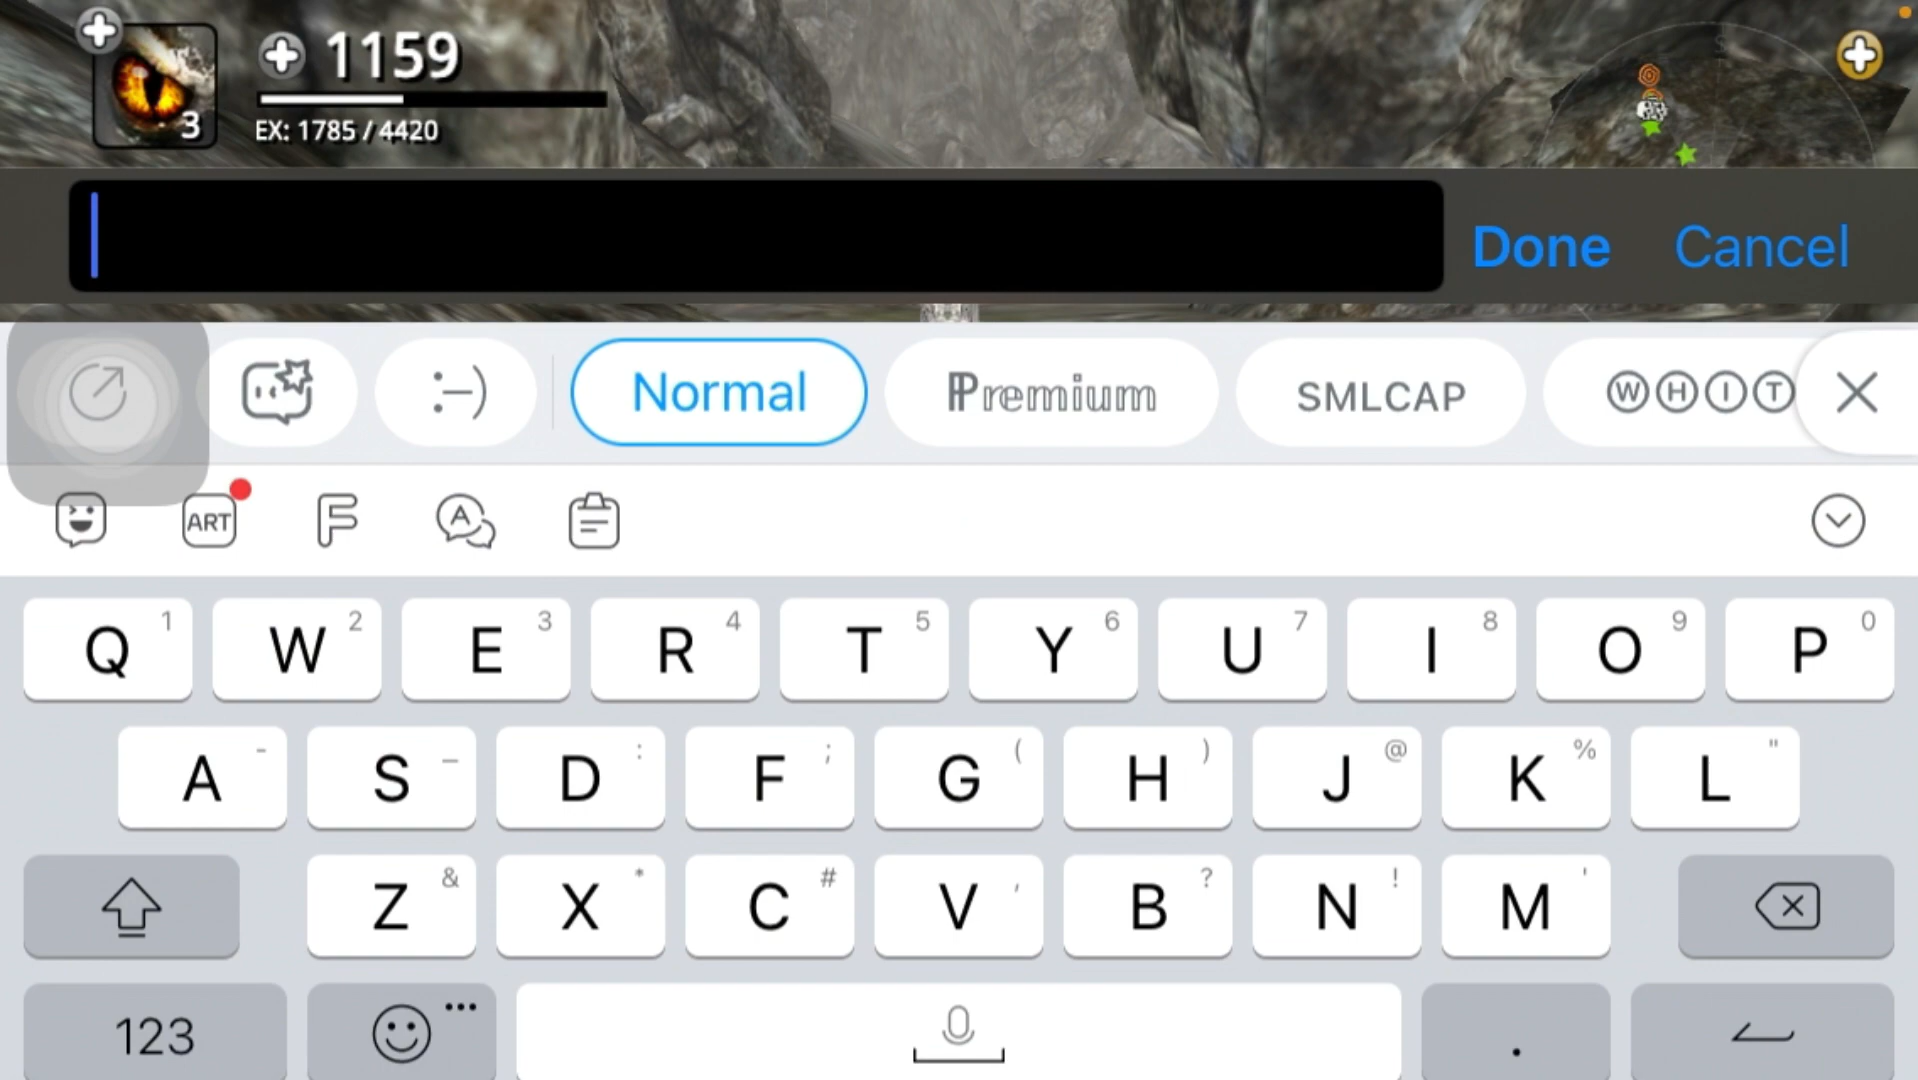 1159
3
EX: 1785 / 4420
Done Cancel
:-) Normal ℙremium SMLCAP ⓌⒽⒾⓉ
ART F A
Q 1 W 2 E 3 R 4 T 5 Y 6 U 7 I 8 O 9 P 0
A - S _ D : F ; G ( H ) J @ K % L "
Z & X * C # V , B ? N ! M '
123 .